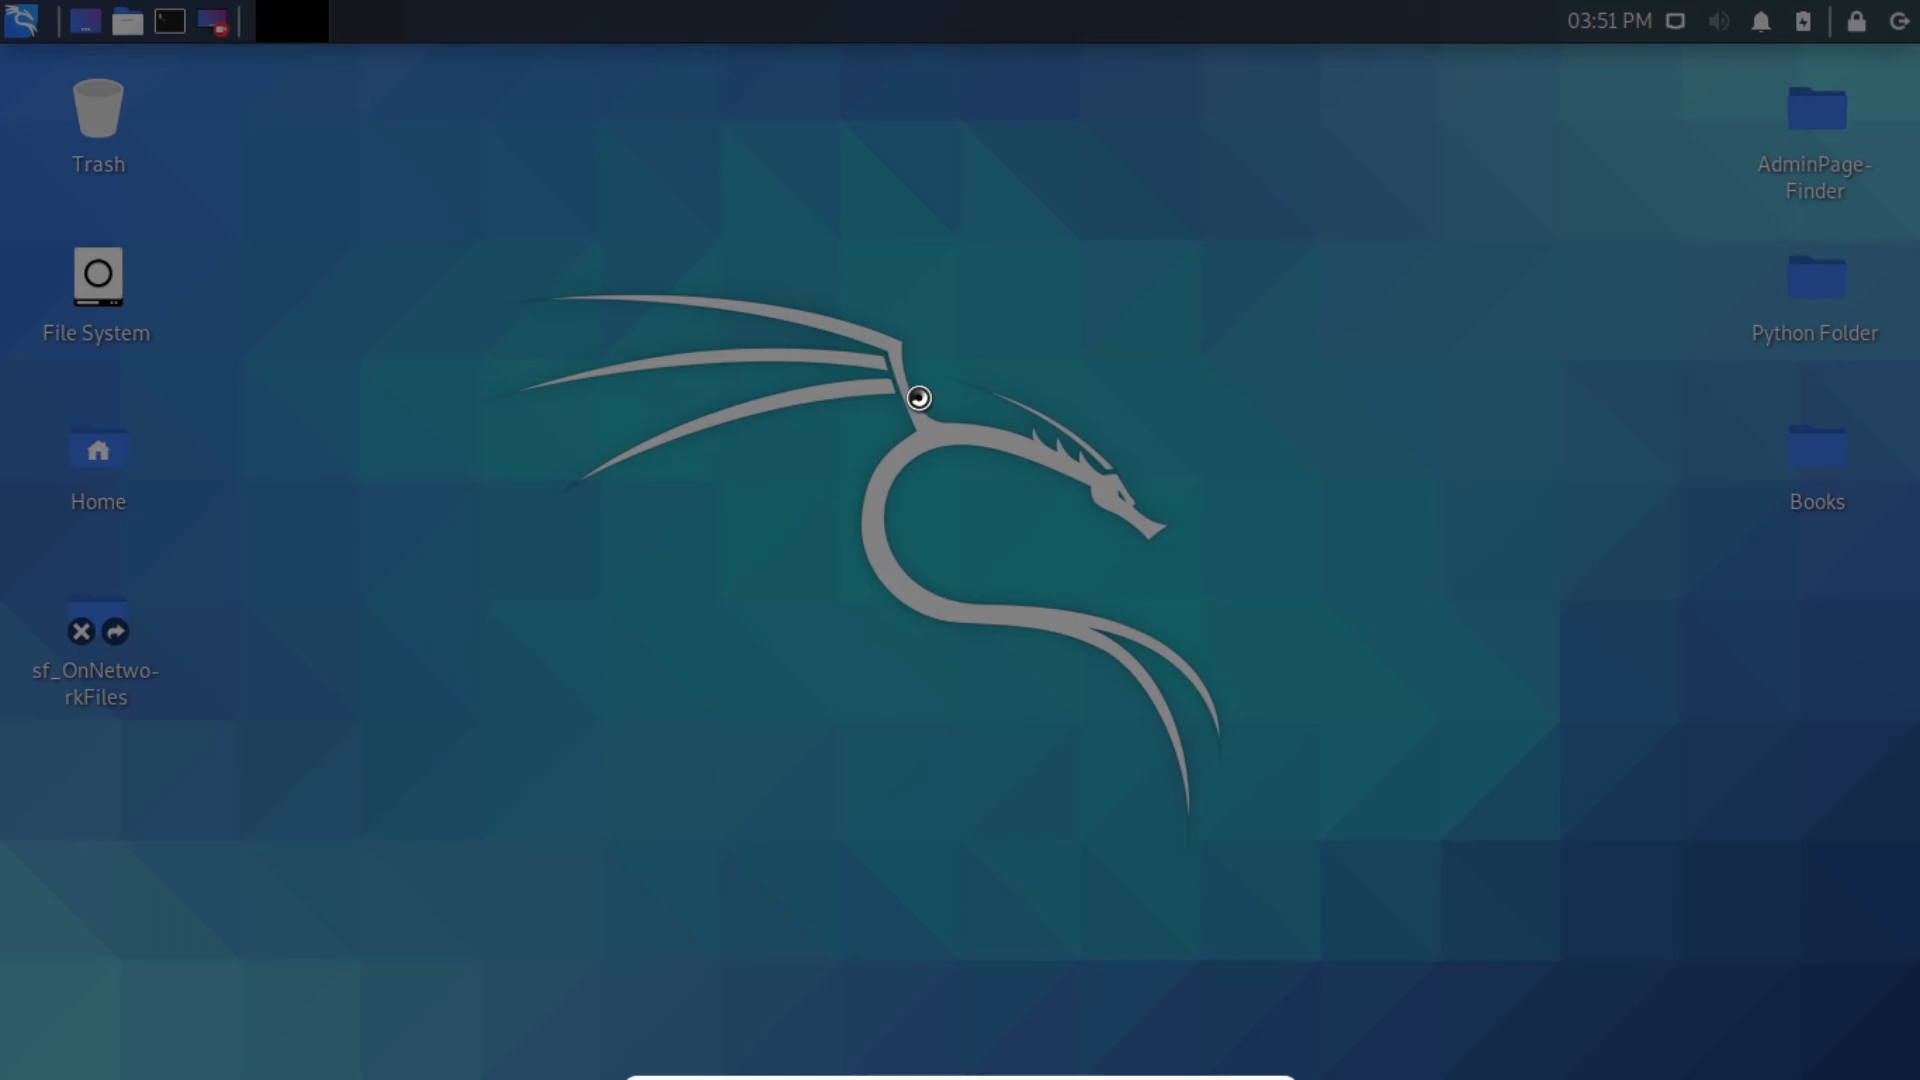 03:51 PM
Trash
File System
Home
sf_OnNetwo-
rkFiles
AdminPage-
Finder
Python Folder
Books